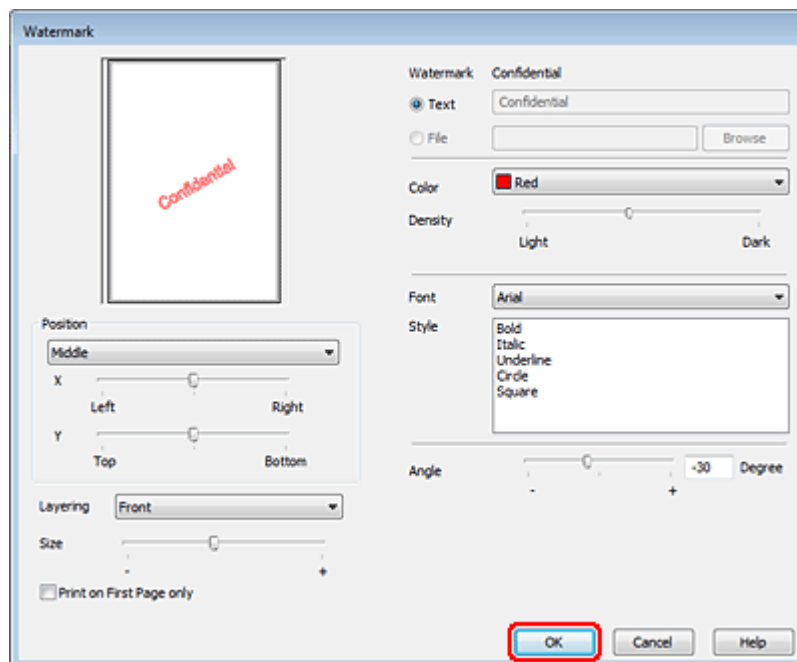 Watermark
Confidential
Watermark Confidential
Text Confidential
File Browse
Color Red
Density
Light Dark
Font Arial
Style Bold
Italic
Underline
Circle
Square
Angle -30 Degree
- +
Position
Middle
X
Left Right
Y
Top Bottom
Layering Front
Size
- +
Print on First Page only
OK Cancel Help